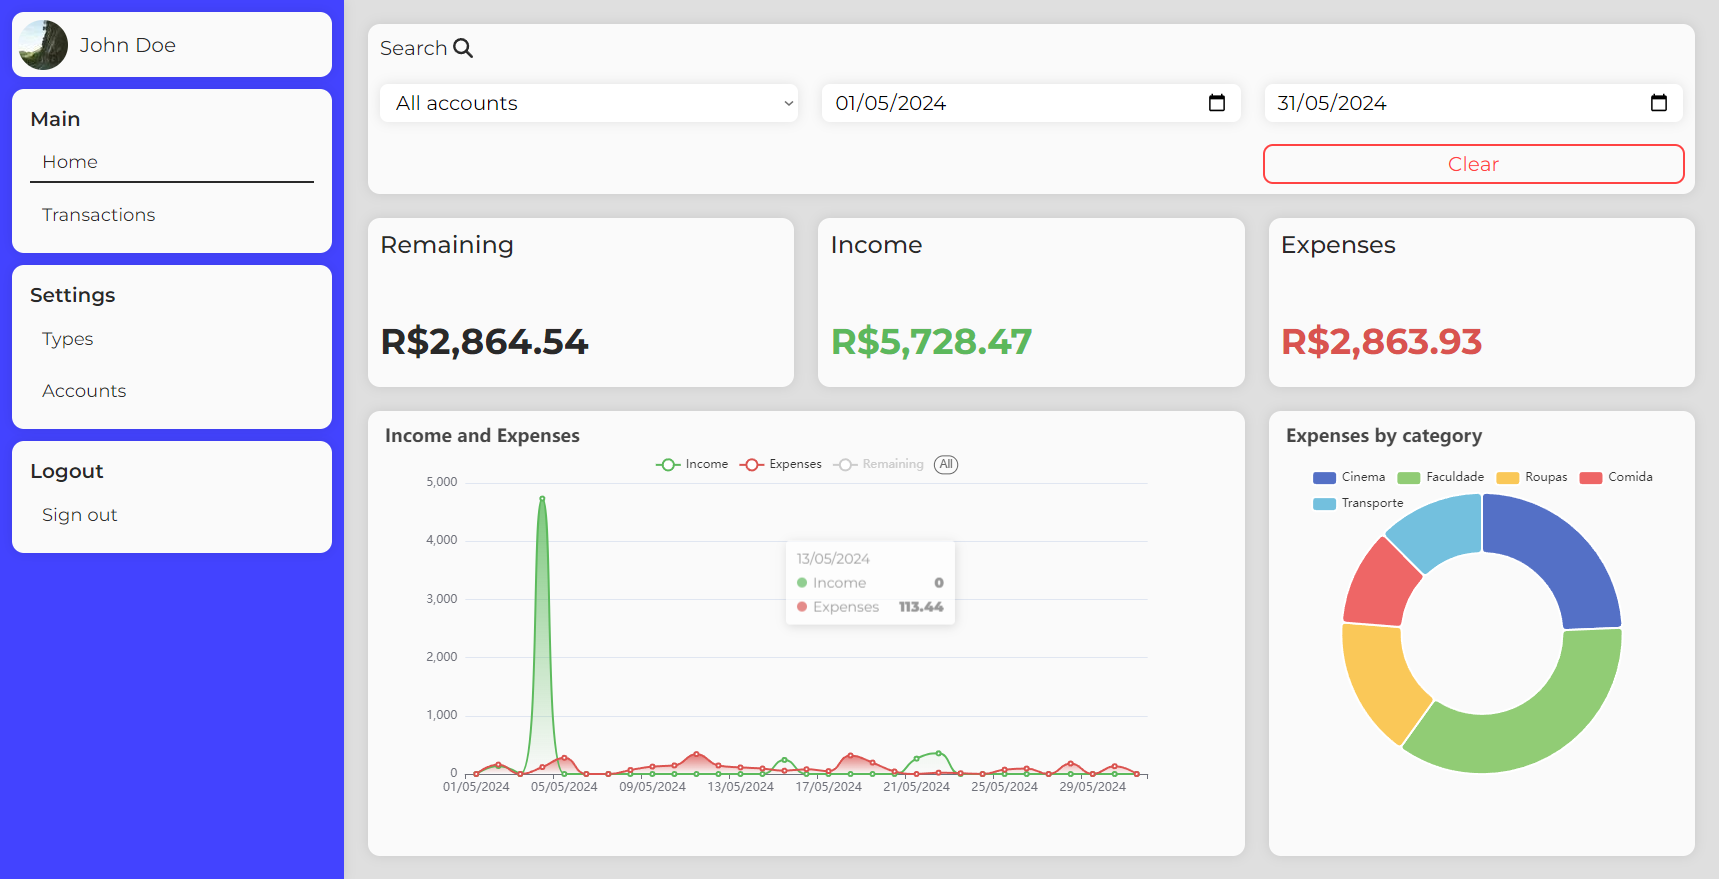 John Doe
Main
Home
Transactions
Settings
Types
Accounts
Logout
Sign out
Search
All accounts
01/05/2024
31/05/2024
Clear
Remaining
R$2,864.54
Income
R$5,728.47
Expenses
R$2,863.93
Income and Expenses
Income Expenses Remaining All
5,000
4,000
3,000
2,000
1,000
0
01/05/2024 05/05/2024 09/05/2024 13/05/2024 17/05/2024 21/05/2024 25/05/2024 29/05/2024
13/05/2024
Income 0
Expenses 113.44
Expenses by category
Cinema Faculdade Roupas Comida
Transporte